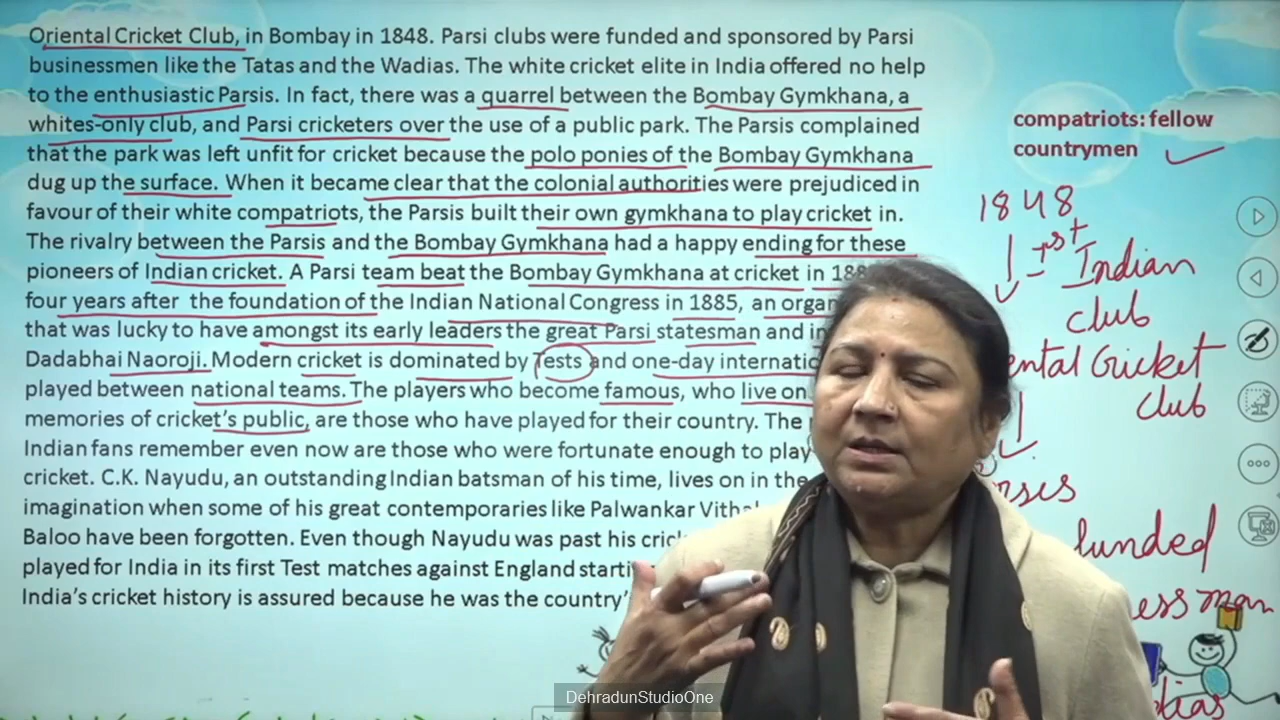 Oriental Cricket Club, in Bombay in 1848. Parsi clubs were funded and sponsored by Parsi
businessmen like the Tatas and the Wadias. The white cricket elite in India offered no help
to the enthusiastic Parsis. In fact, there was a quarrel between the Bombay Gymkhana, a
whites-only club, and Parsi cricketers over the use of a public park. The Parsis complained
that the park was left unfit for cricket because the polo ponies of the Bombay Gymkhana
dug up the surface. When it became clear that the colonial authorities were prejudiced in
favour of their white compatriots, the Parsis built their own gymkhana to play cricket in.
The rivalry between the Parsis and the Bombay Gymkhana had a happy ending for these
pioneers of Indian cricket. A Parsi team beat the Bombay Gymkhana at cricket in
four years after the foundation of the Indian National Congress in 1885, an
that was lucky to have amongst its early leaders the great Parsi statesman and
Dadabhai Naoroji. Modern cricket is dominated by Tests and one-day
played between national teams. The players who become famous, who live on
memories of cricket's public, are those who have played for their country. The
Indian fans remember even now are those who were fortunate enough to play
cricket. C.K. Nayudu, an outstanding Indian batsman of his time, lives on in the
imagination when some of his great contemporaries like Palwankar
Baloo have been forgotten. Even though Nayudu was past his
played for India in its first Test matches against England
India's cricket history is assured because he was the
compatriots: fellow
countrymen
1848
1st
Indian
club
Cricket
club
funded
DehradunStudioOne